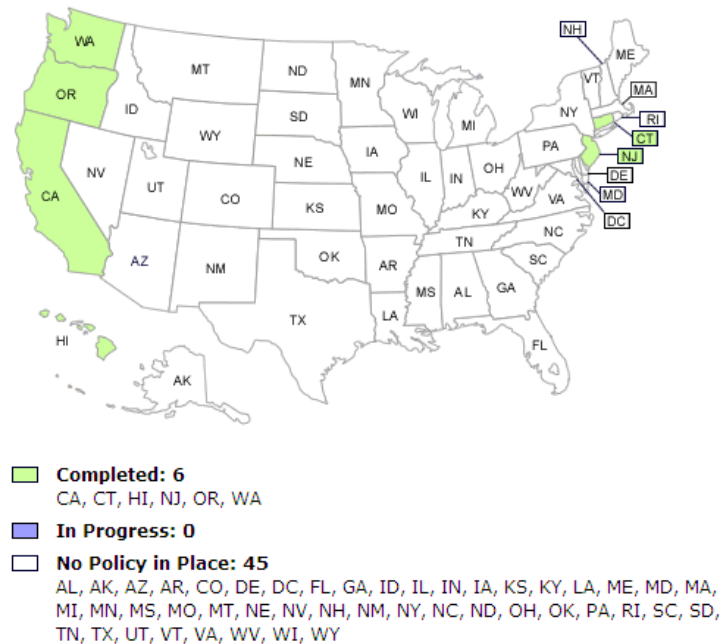 WA
NH
ME
MT
ND
VT
OR
MN
MA
ID
SD
WI
NY
RI
WY
MI
CT
IA
PA
NJ
NE
NV
OH
DE
IL
IN
UT
CO
MD
CA
WV
VA
KS
MO
KY
DC
NC
TN
AZ
OK
NM
AR
SC
MS
AL
GA
LA
TX
HI
FL
AK
Completed: 6
CA, CT, HI, NJ, OR, WA
In Progress: 0
No Policy in Place: 45
AL, AK, AZ, AR, CO, DE, DC, FL, GA, ID, IL, IN, IA, KS, KY, LA, ME, MD, MA,
MI, MN, MS, MO, MT, NE, NV, NH, NM, NY, NC, ND, OH, OK, PA, RI, SC, SD,
TN, TX, UT, VT, VA, WV, WI, WY